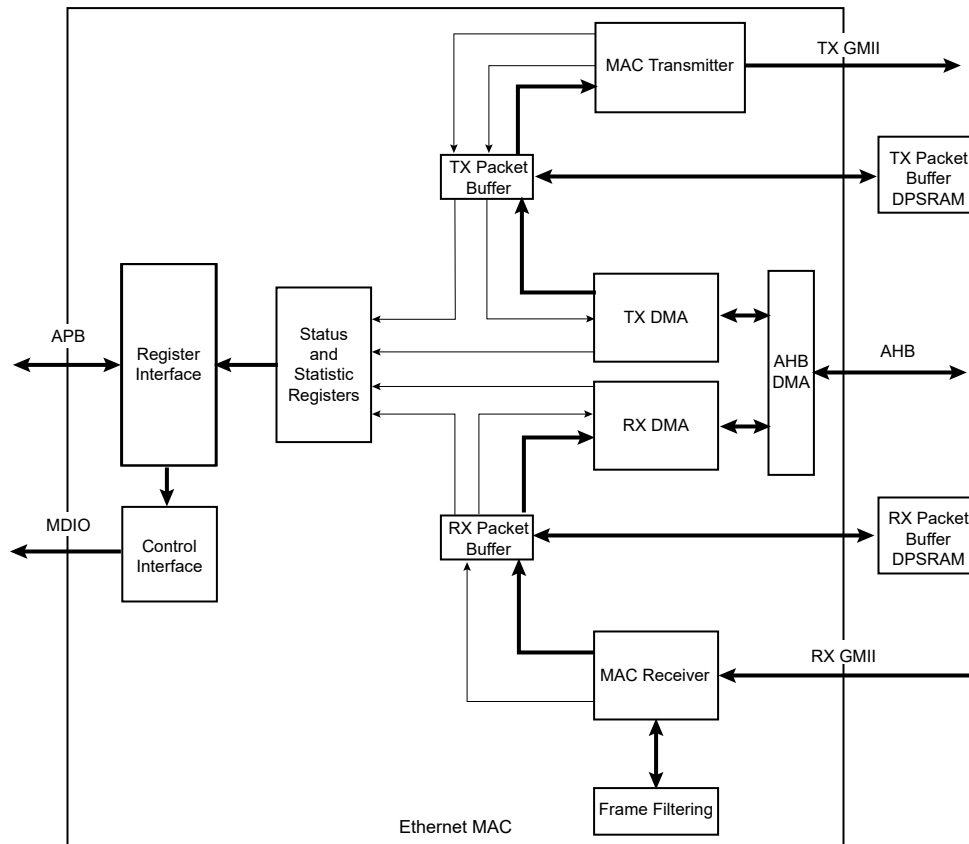 TX GMII
MAC Transmitter
TX Packet
Buffer
TX Packet
Buffer
DPSRAM
APB
Register
Interface
Status
and
Statistic
Registers
TX DMA
AHB
DMA
AHB
RX DMA
MDIO
Control
Interface
RX Packet
Buffer
RX Packet
Buffer
DPSRAM
MAC Receiver
RX GMII
Frame Filtering
Ethernet MAC